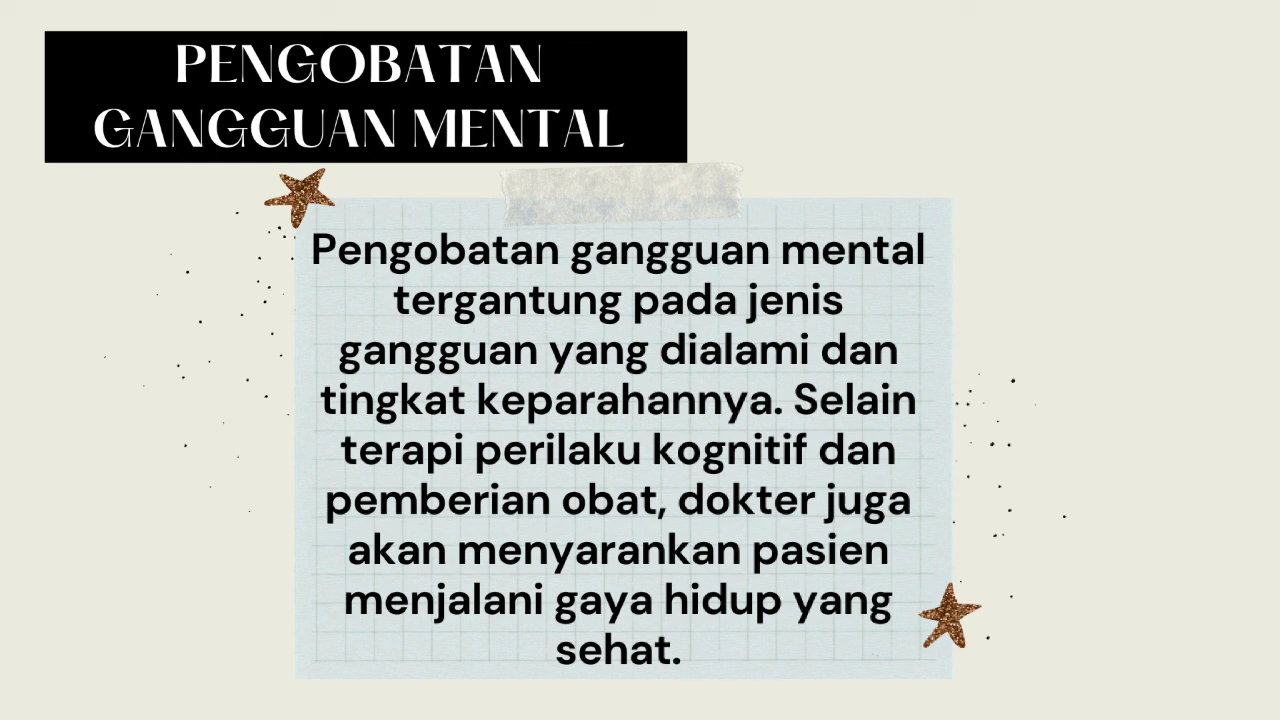 PENGOBATAN
GANGGUAN MENTAL
Pengobatan gangguan mental
tergantung pada jenis
gangguan yang dialami dan
tingkat keparahannya. Selain
terapi perilaku kognitif dan
pemberian obat, dokter juga
akan menyarankan pasien
menjalani gaya hidup yang
sehat.